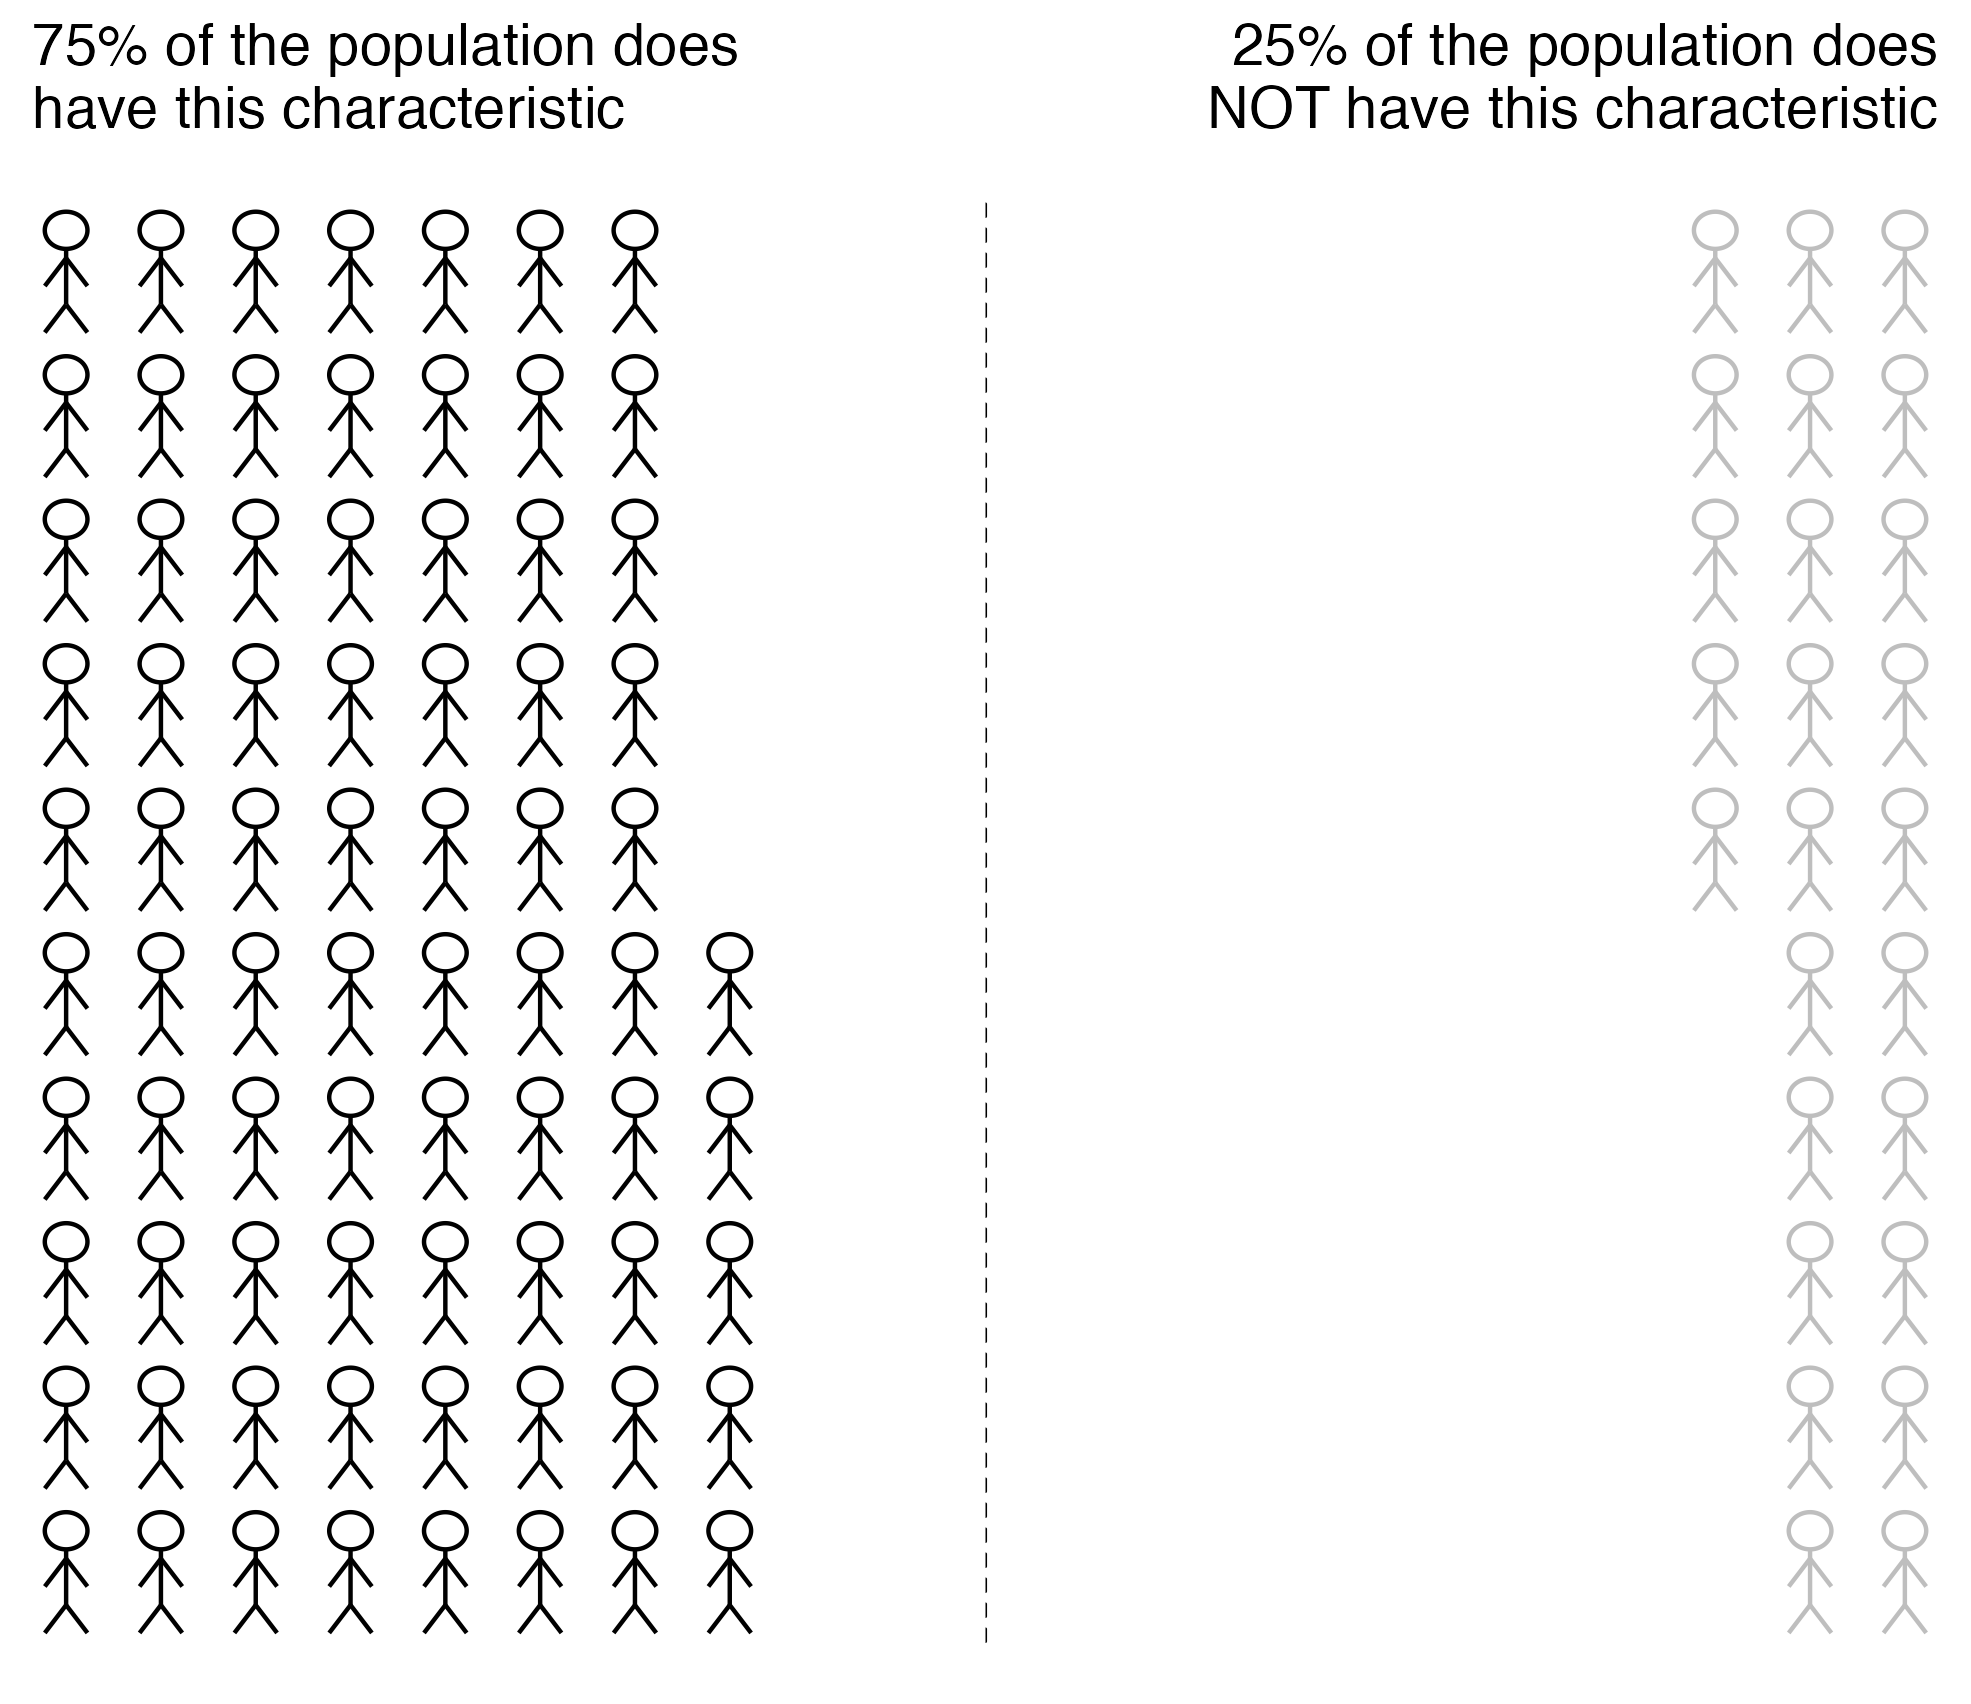 75% of the population does
have this characteristic
25% of the population does
NOT have this characteristic